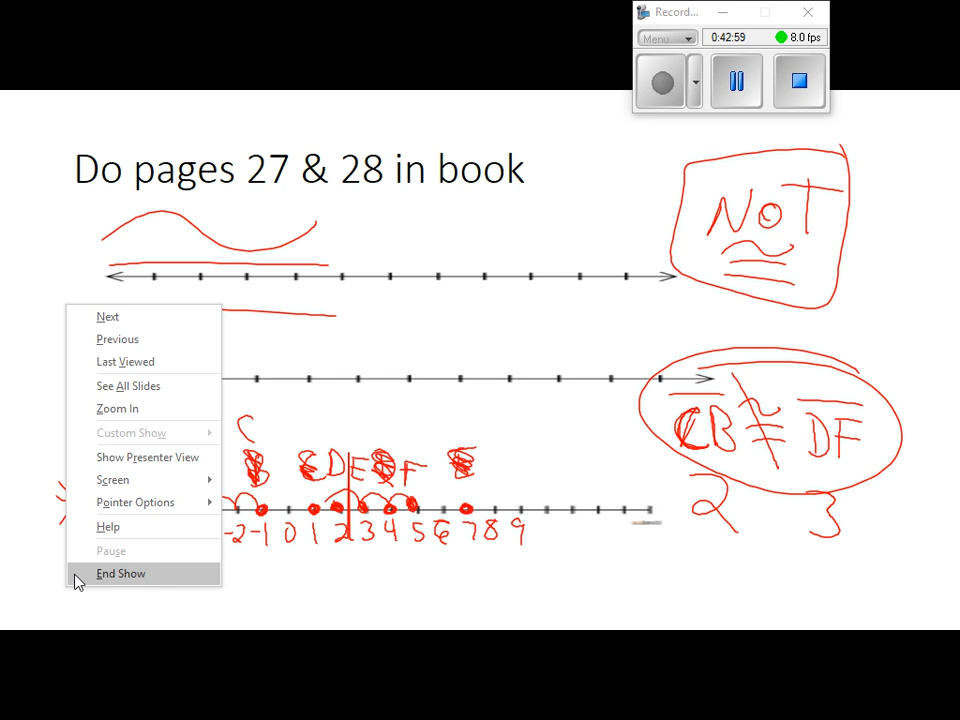 Record...
Menu 0:42:59 8.0 fps
Do pages 27 & 28 in book
NOT
≅
Next
Previous
Last Viewed
See All Slides
Zoom In
Custom Show
Show Presenter View
Screen
Pointer Options
Help
Pause
End Show
CB ≇ DF
2 3
C
D E F
-2 -1 0 1 2 3 4 5 6 7 8 9